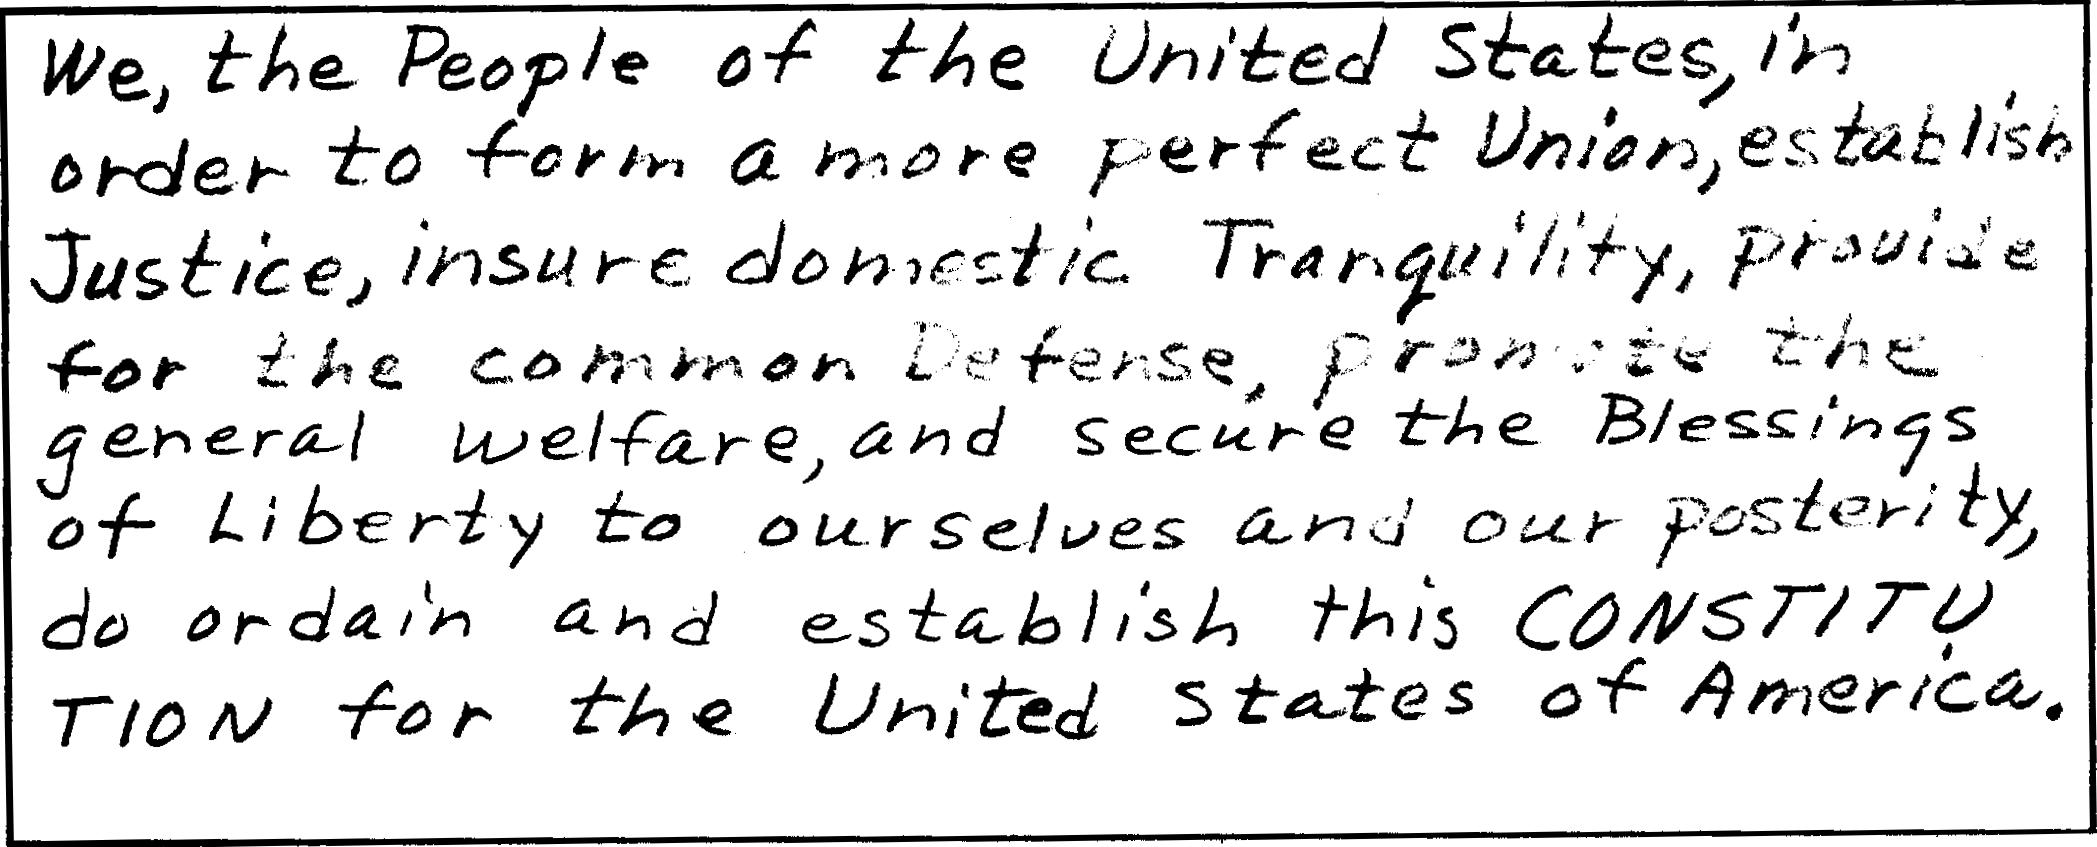 We, the People of the United States, in
order to form a more perfect Union, establish
Justice, insure domestic Tranquility, provide
for the common Defense, promote the
general welfare, and secure the Blessings
of Liberty to ourselves and our posterity,
do ordain and establish this CONSTITU
TION for the United States of America.